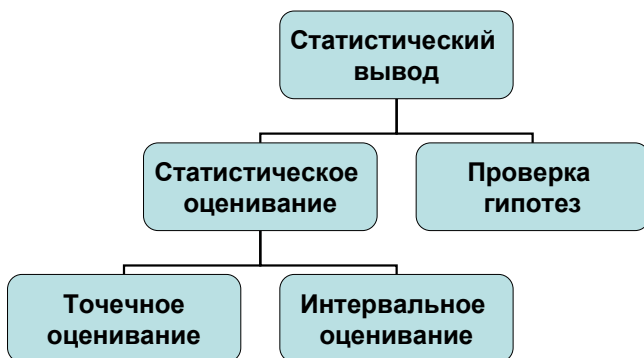 Статистический
вывод
Статистическое
оценивание
Проверка
гипотез
Точечное
оценивание
Интервальное
оценивание